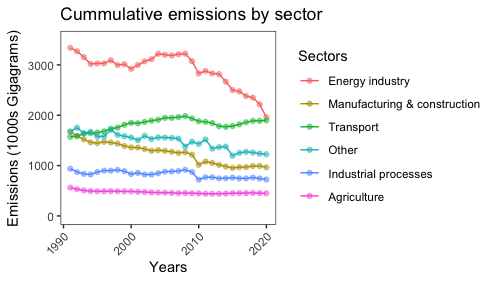 Cummulative emissions by sector
Emissions (1000s Gigagrams)
3000
2000
1000
0
1990
2000
2010
2020
Years
Sectors
Energy industry
Manufacturing & construction
Transport
Other
Industrial processes
Agriculture